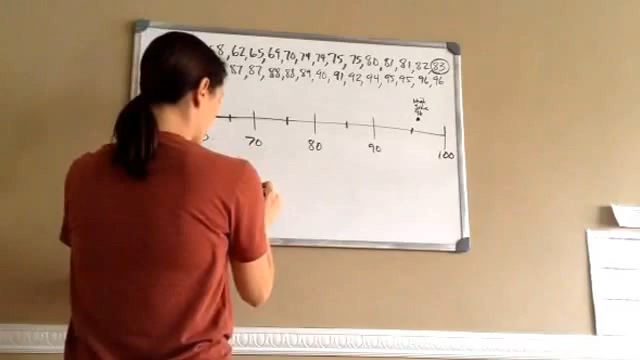 62, 65, 69, 70, 74, 74, 75, 75, 80, 81, 81, 82, 83
87, 87, 88, 88, 89, 90, 91, 92, 94, 95, 95, 96, 96
70 80 90 100